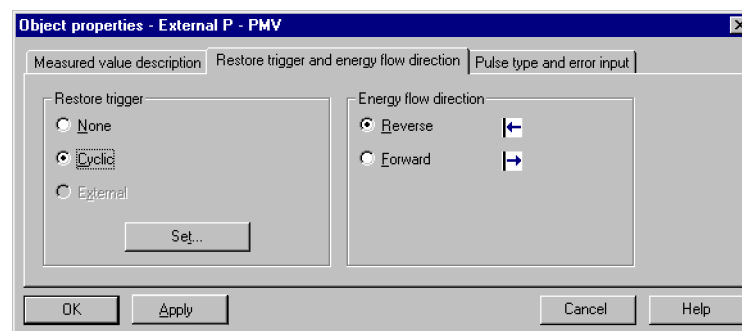 Object properties - External P - PMV
Measured value description Restore trigger and energy flow direction Pulse type and error input
Restore trigger
None
Cyclic
External
Set...
Energy flow direction
Reverse
Forward
OK Apply Cancel Help